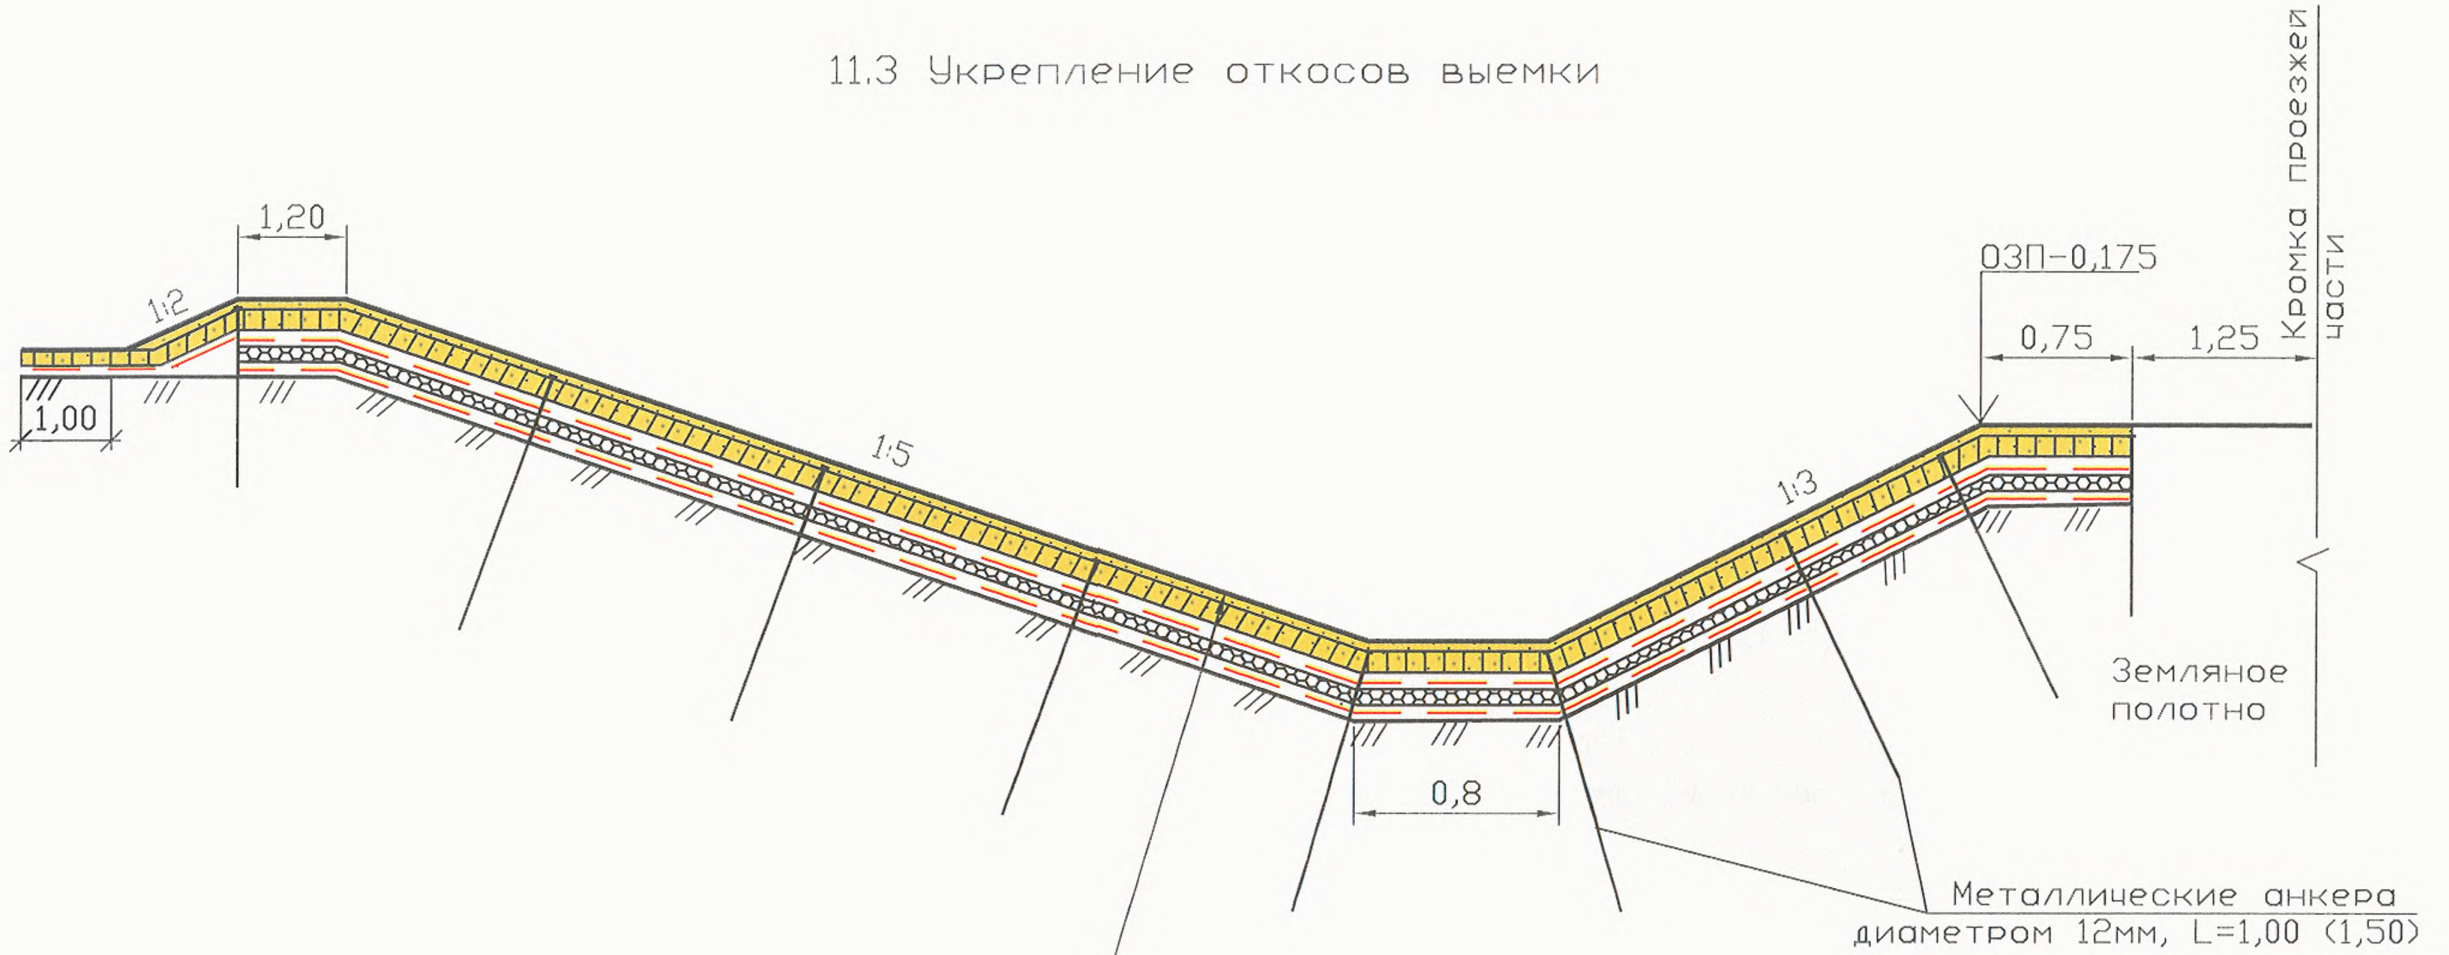 11.3 Укрепление откосов выемки
Кромка проезжей
части
1,20
1:2
1,00
1:5
ОЗП-0,175
0,75
1,25
1:3
0,8
Земляное
полотно
Металлические анкера
диаметром 12мм, L=1,00 (1,50)